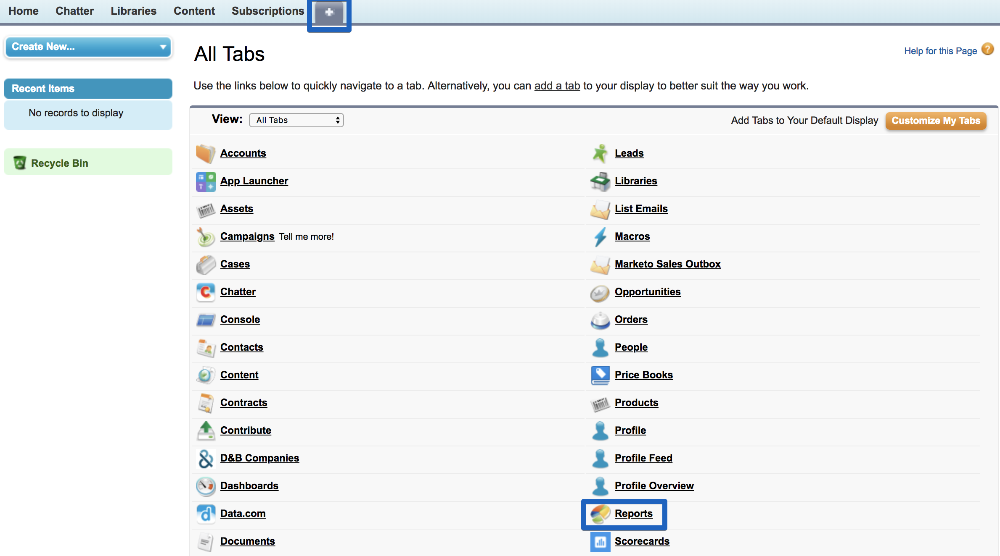 Home Chatter Libraries Content Subscriptions
Create New...
Recent Items
No records to display
Recycle Bin
All Tabs
Help for this Page ?
Use the links below to quickly navigate to a tab. Alternatively, you can add a tab to your display to better suit the way you work.
View: All Tabs
Add Tabs to Your Default Display Customize My Tabs
Accounts
App Launcher
Assets
Campaigns Tell me more!
Cases
Chatter
Console
Contacts
Content
Contracts
Contribute
D&B Companies
Dashboards
Data.com
Documents
Leads
Libraries
List Emails
Macros
Marketo Sales Outbox
Opportunities
Orders
People
Price Books
Products
Profile
Profile Feed
Profile Overview
Reports
Scorecards